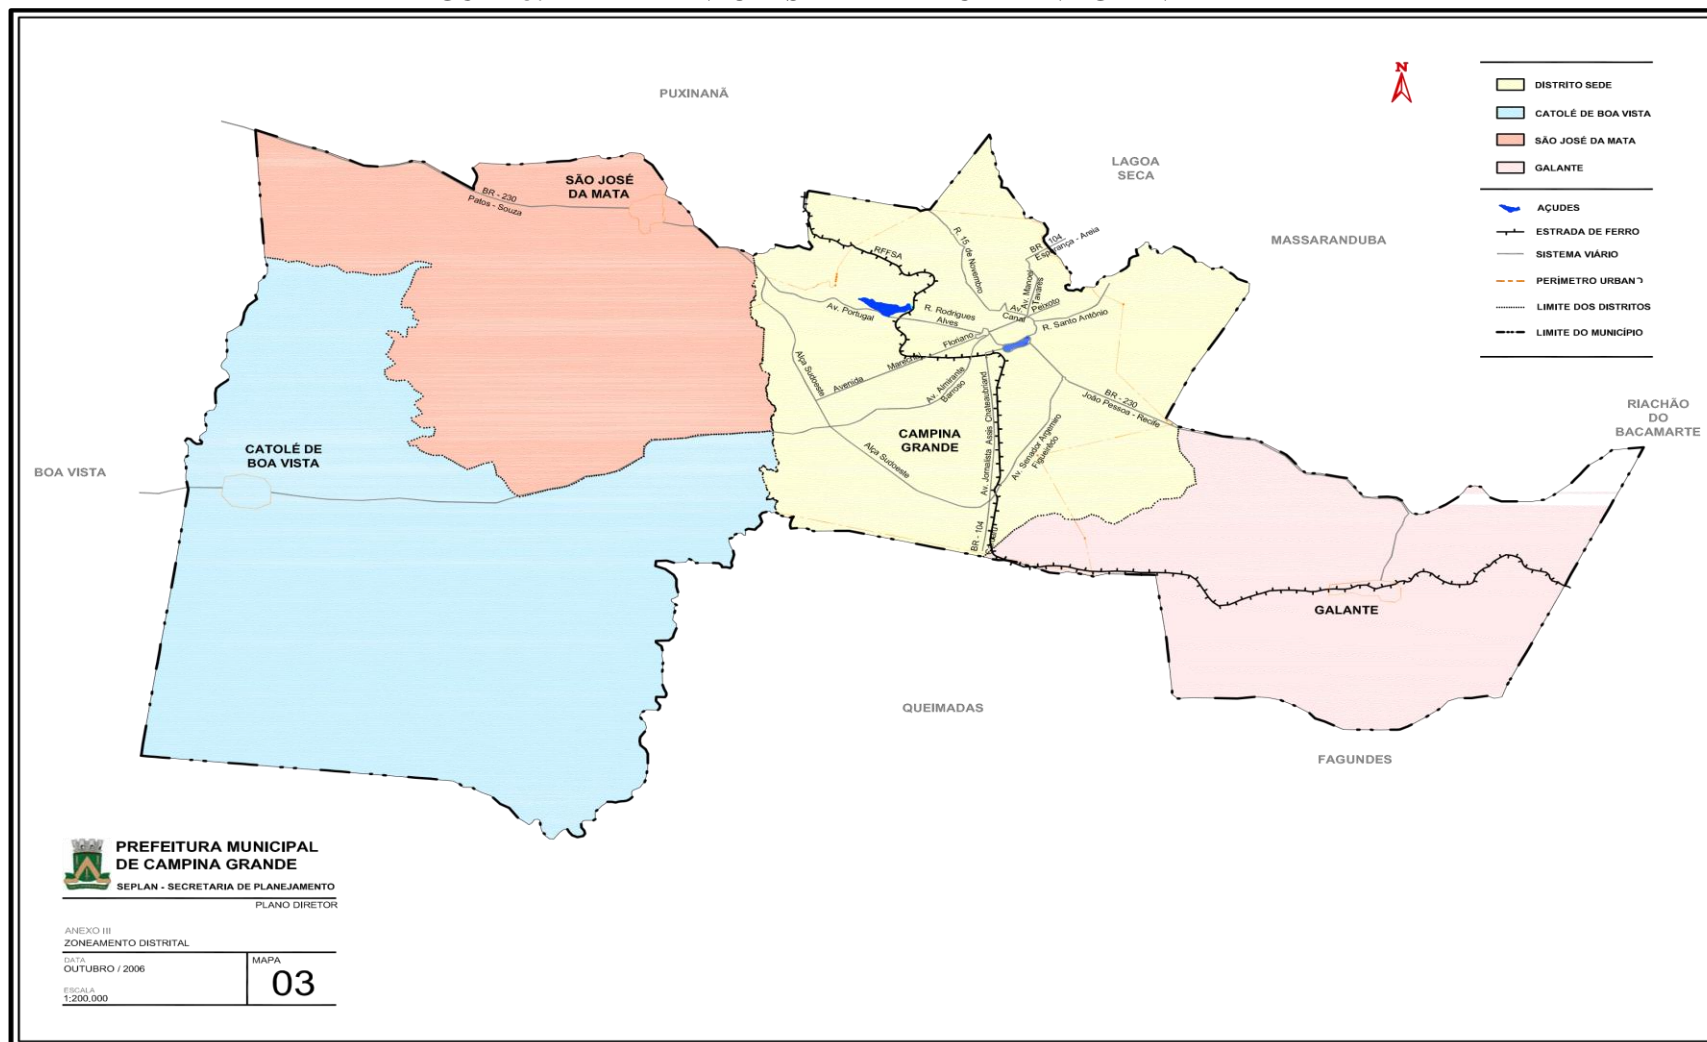 PUXINANÃ
LAGOA
SECA
MASSARANDUBA
RIACHÃO
DO
BACAMARTE
BOA VISTA
QUEIMADAS
FAGUNDES
N
DISTRITO SEDE
CATOLÉ DE BOA VISTA
SÃO JOSÉ DA MATA
GALANTE
AÇUDES
ESTRADA DE FERRO
SISTEMA VIÁRIO
PERÍMETRO URBANO
LIMITE DOS DISTRITOS
LIMITE DO MUNICÍPIO
SÃO JOSÉ
DA MATA
BR - 230
Patos - Souza
CATOLÉ DE
BOA VISTA
CAMPINA
GRANDE
GALANTE
RFFSA
R. 15 de Novembro
BR - 104
Esperança - Areia
Av. Manoel
Tavares
Av.
Canal
Peixoto
R. Santo Antônio
Av. Portugal
R. Rodrigues
Alves
Avenida
Marechal
Floriano
Av. Almirante
Barroso
Alça Sudoeste
Alça Sudoeste
Av. Jornalista Assis Chateaubriand
Av. Senador Argemiro
Figueirêdo
BR - 230
João Pessoa - Recife
BR - 104
PREFEITURA MUNICIPAL
DE CAMPINA GRANDE
SEPLAN - SECRETARIA DE PLANEJAMENTO
PLANO DIRETOR
ANEXO III
ZONEAMENTO DISTRITAL
DATA
OUTUBRO / 2006
ESCALA
1:200.000
MAPA
03